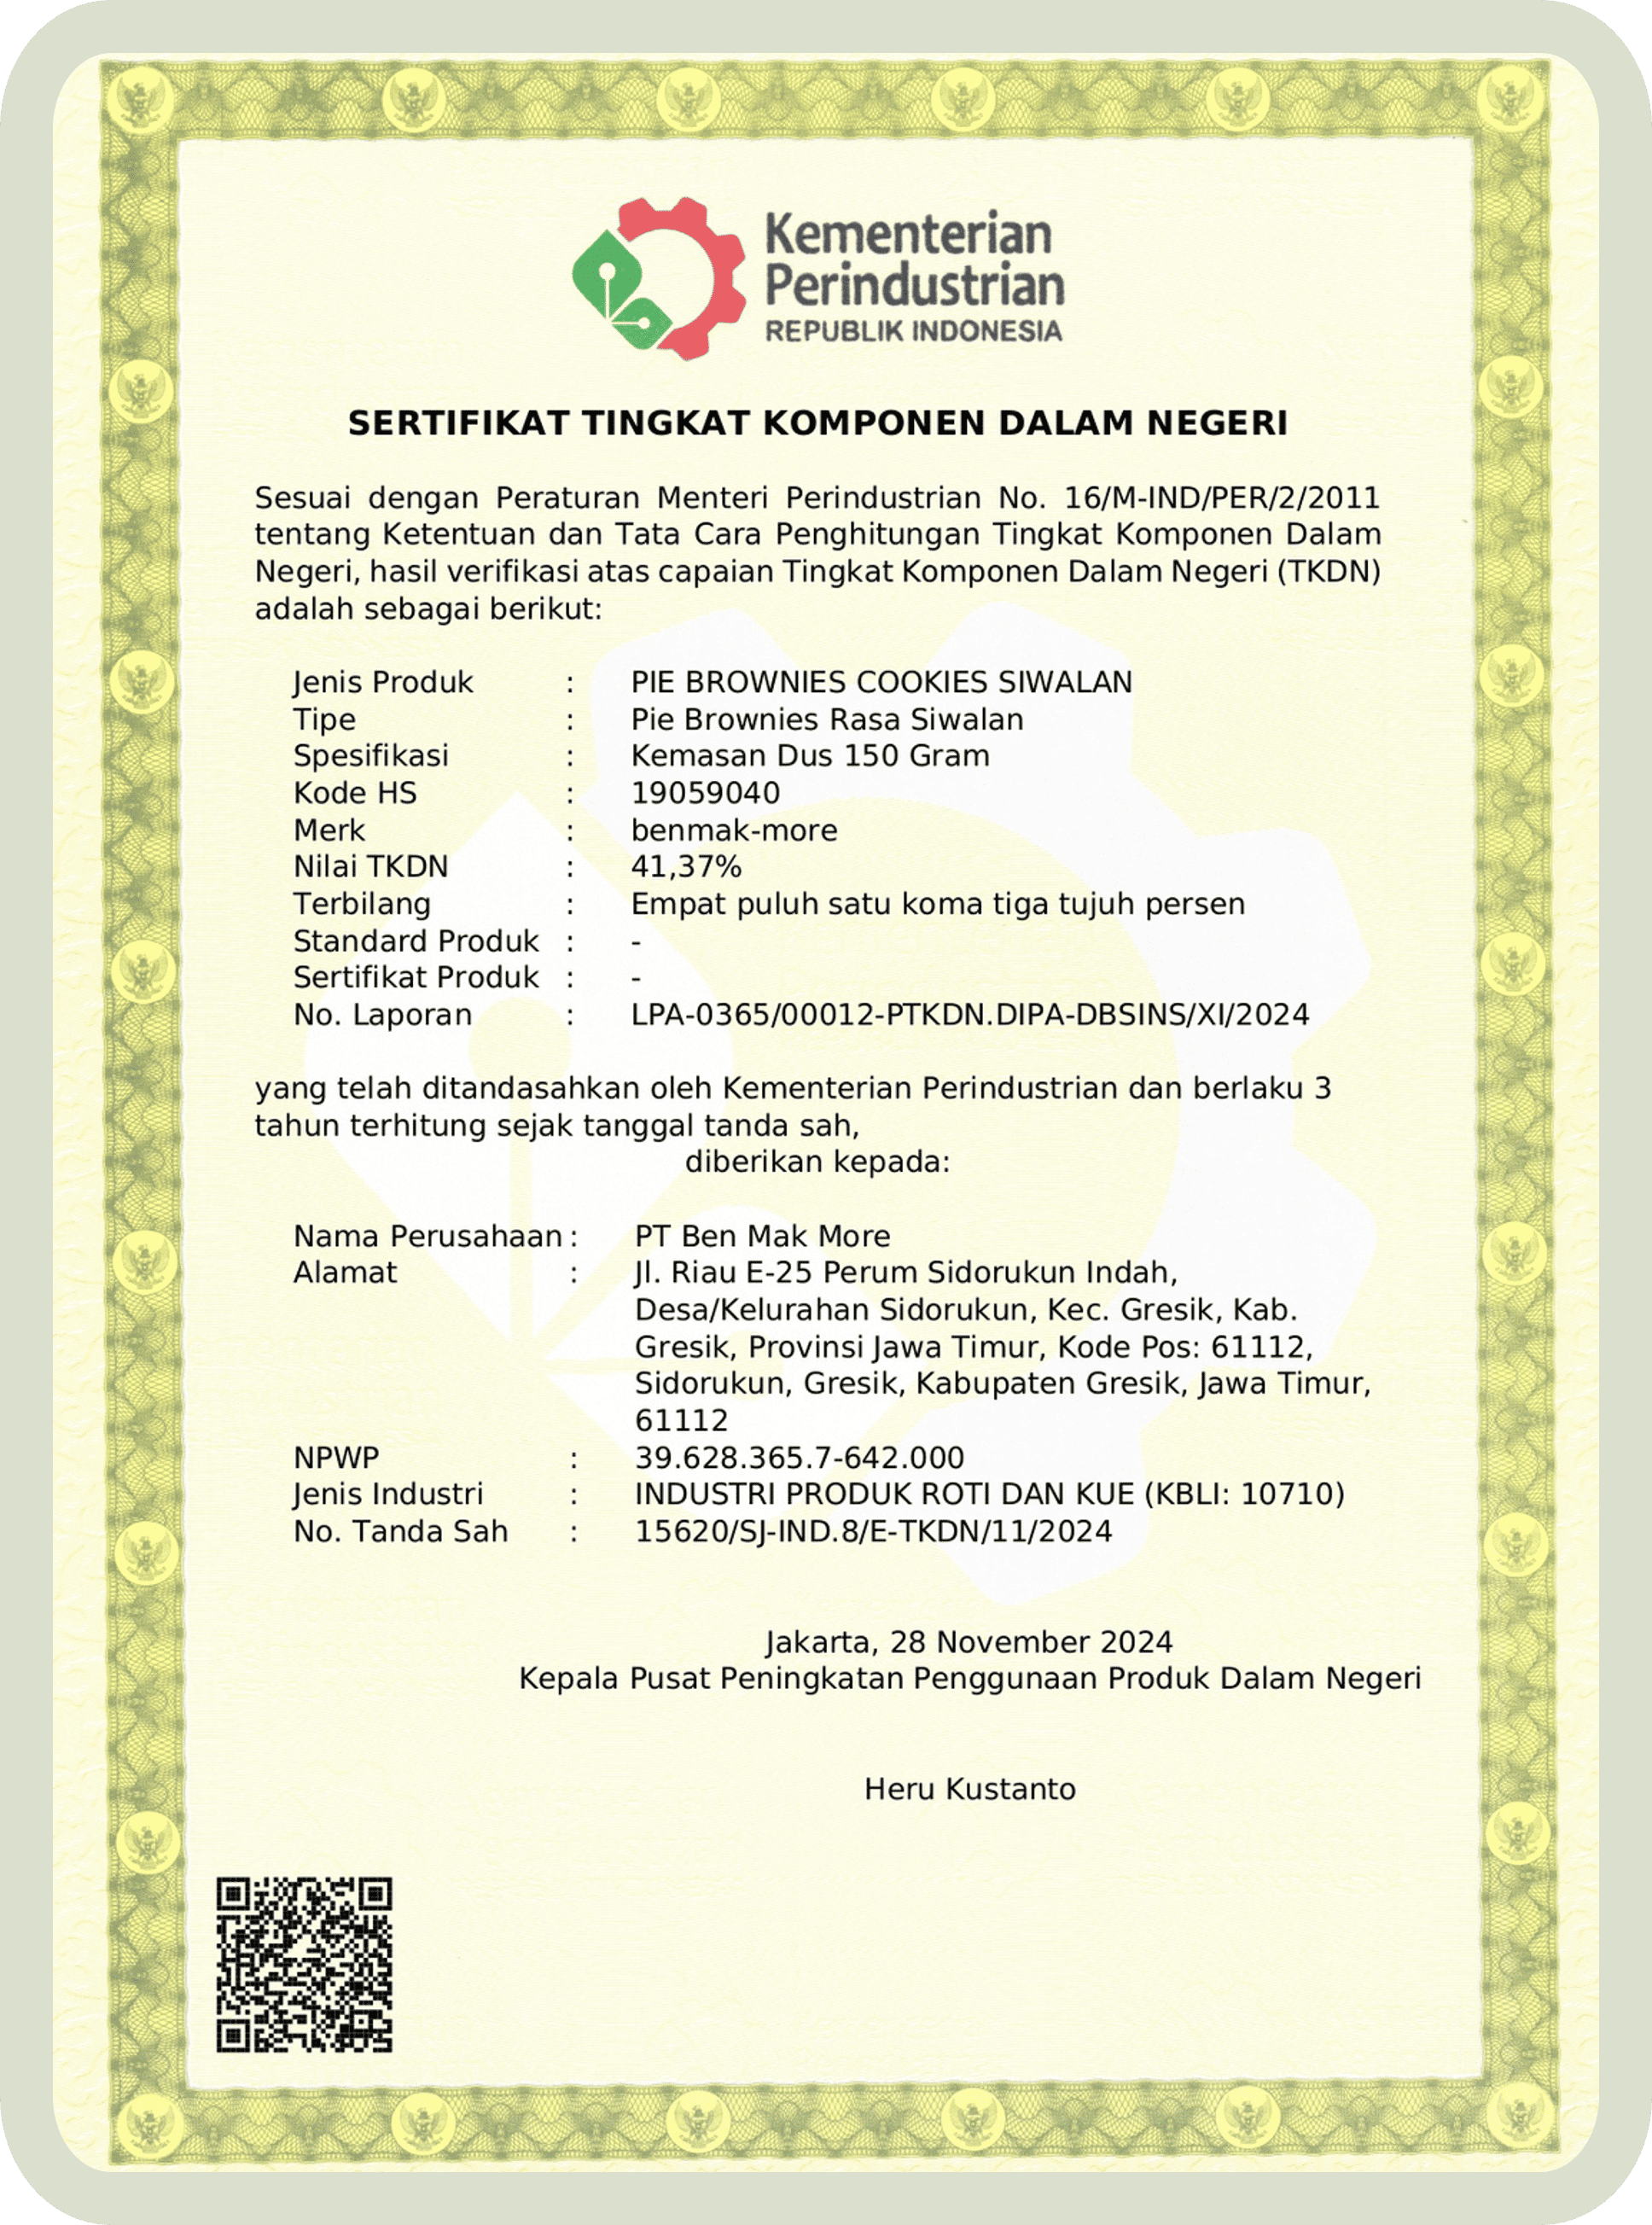 Kementerian
Perindustrian
REPUBLIK INDONESIA
SERTIFIKAT TINGKAT KOMPONEN DALAM NEGERI
Sesuai dengan Peraturan Menteri Perindustrian No. 16/M-IND/PER/2/2011
tentang Ketentuan dan Tata Cara Penghitungan Tingkat Komponen Dalam
Negeri, hasil verifikasi atas capaian Tingkat Komponen Dalam Negeri (TKDN)
adalah sebagai berikut:
Jenis Produk : PIE BROWNIES COOKIES SIWALAN
Tipe : Pie Brownies Rasa Siwalan
Spesifikasi : Kemasan Dus 150 Gram
Kode HS : 19059040
Merk : benmak-more
Nilai TKDN : 41,37%
Terbilang : Empat puluh satu koma tiga tujuh persen
Standard Produk : -
Sertifikat Produk : -
No. Laporan : LPA-0365/00012-PTKDN.DIPA-DBSINS/XI/2024
yang telah ditandasahkan oleh Kementerian Perindustrian dan berlaku 3
tahun terhitung sejak tanggal tanda sah,
diberikan kepada:
Nama Perusahaan : PT Ben Mak More
Alamat : Jl. Riau E-25 Perum Sidorukun Indah,
Desa/Kelurahan Sidorukun, Kec. Gresik, Kab.
Gresik, Provinsi Jawa Timur, Kode Pos: 61112,
Sidorukun, Gresik, Kabupaten Gresik, Jawa Timur,
61112
NPWP : 39.628.365.7-642.000
Jenis Industri : INDUSTRI PRODUK ROTI DAN KUE (KBLI: 10710)
No. Tanda Sah : 15620/SJ-IND.8/E-TKDN/11/2024
Jakarta, 28 November 2024
Kepala Pusat Peningkatan Penggunaan Produk Dalam Negeri
Heru Kustanto